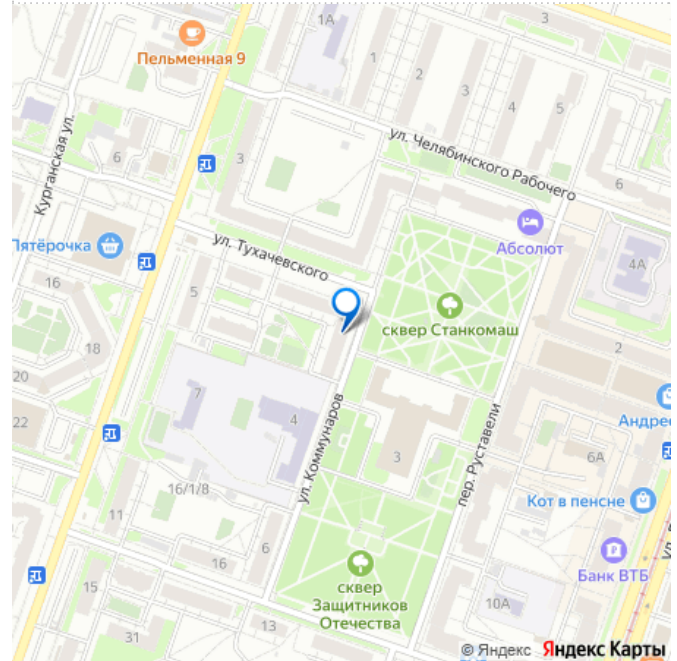 1А
3
Пельменная 9
1
2
3
4
5
Курганская ул.
6
3
ул. Челябинского Рабочего
6
Пятёрочка
ул. Тухачевского
Абсолют
4А
16
5
сквер Станкомаш
18
2
20
7
4
ул. Коммунаров
пер. Руставели
Андрео
22
3
6А
16/1/8
Кот в пенсне
11
16
6
Банк ВТБ
15
сквер
Защитников
Отечества
10А
31
13
© Яндекс Яндекс Карты